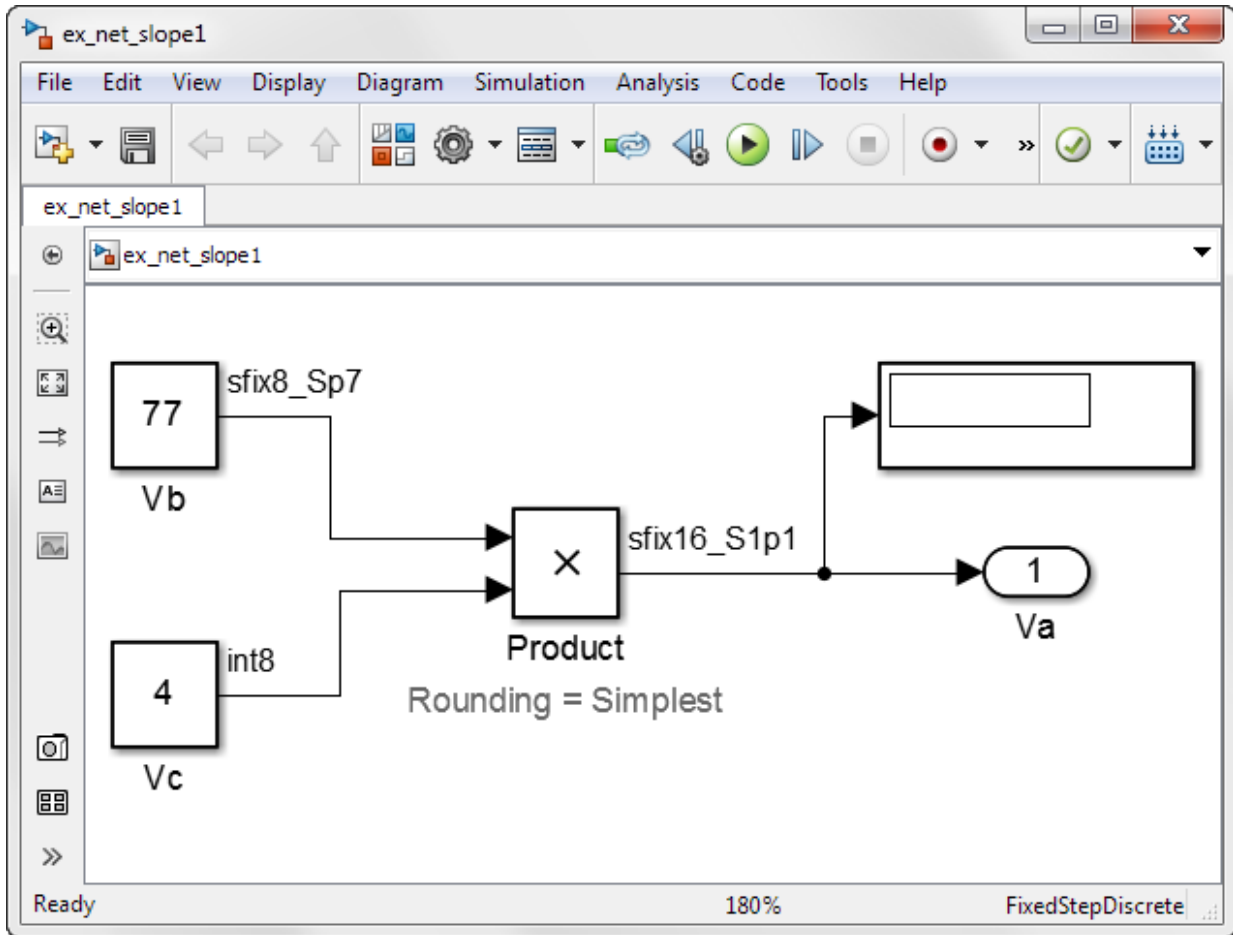 ex_net_slope1
File Edit View Display Diagram Simulation Analysis Code Tools Help
»
ex_net_slope1
ex_net_slope1
77
sfix8_Sp7
Vb
×
sfix16_S1p1
Product
1
Va
int8
4
Rounding = Simplest
Vc
»
Ready 180% FixedStepDiscrete